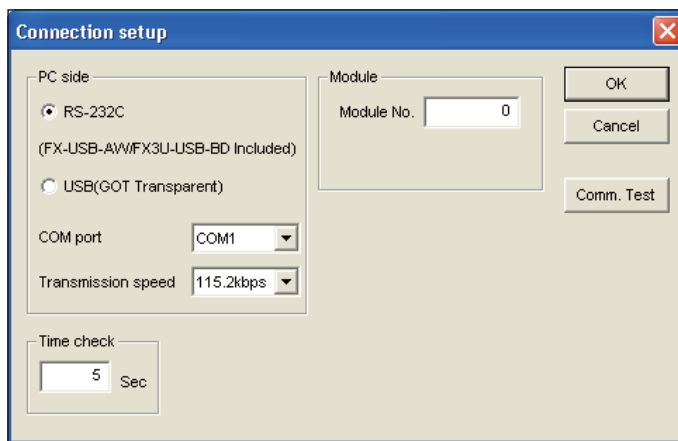 Connection setup
PC side
RS-232C
(FX-USB-AW/FX3U-USB-BD Included)
USB(GOT Transparent)
COM port COM1
Transmission speed 115.2kbps
Time check
5 Sec
Module
Module No. 0
OK
Cancel
Comm. Test